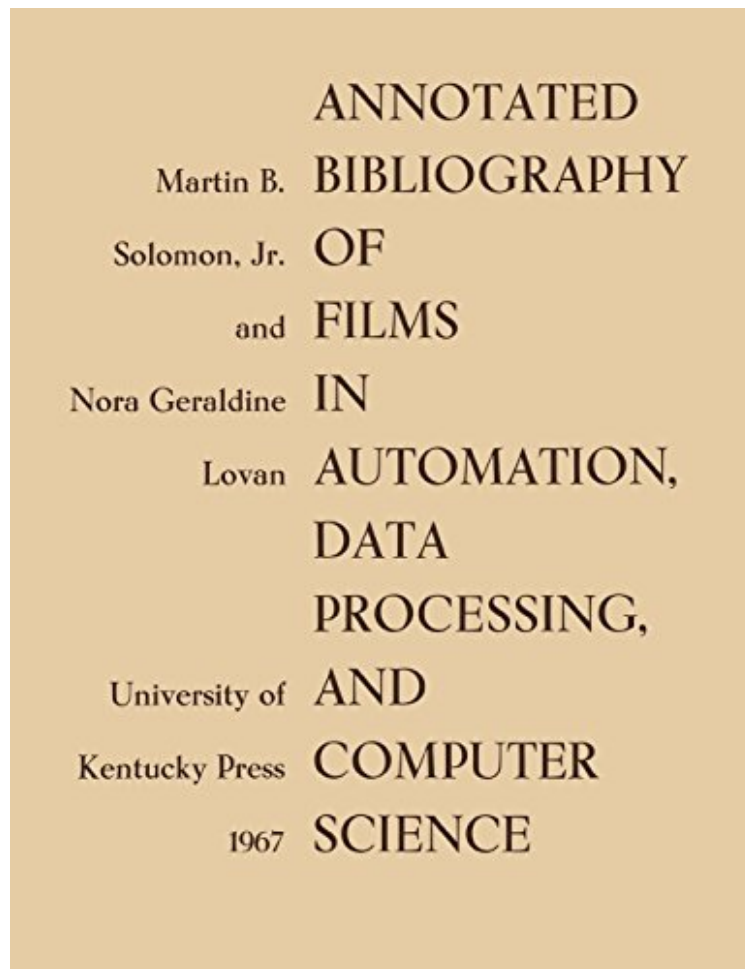 ANNOTATED
BIBLIOGRAPHY
OF
FILMS
IN
AUTOMATION,
DATA
PROCESSING,
AND
COMPUTER
SCIENCE
Martin B.
Solomon, Jr.
and
Nora Geraldine
Lovan
University of
Kentucky Press
1967